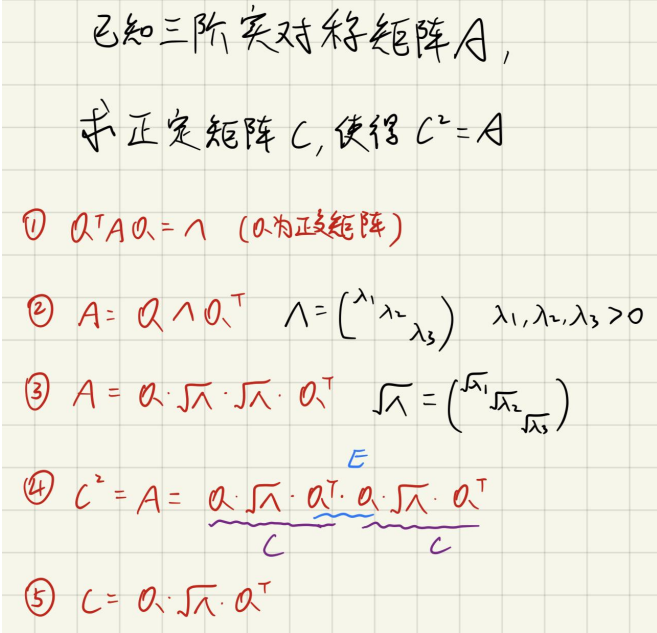 已知三阶实对称矩阵A,
求正定矩阵C,使得C²=A
① QᵀAQ=Λ (Q为正交矩阵)
② A=QΛQᵀ Λ=(λ₁ λ₂ λ₃) λ₁,λ₂,λ₃>0
③ A=Q·√Λ·√Λ·Qᵀ √Λ=(√λ₁ √λ₂ √λ₃)
E
④ C²=A=Q·√Λ·Qᵀ·Q·√Λ·Qᵀ
C C
⑤ C=Q·√Λ·Qᵀ